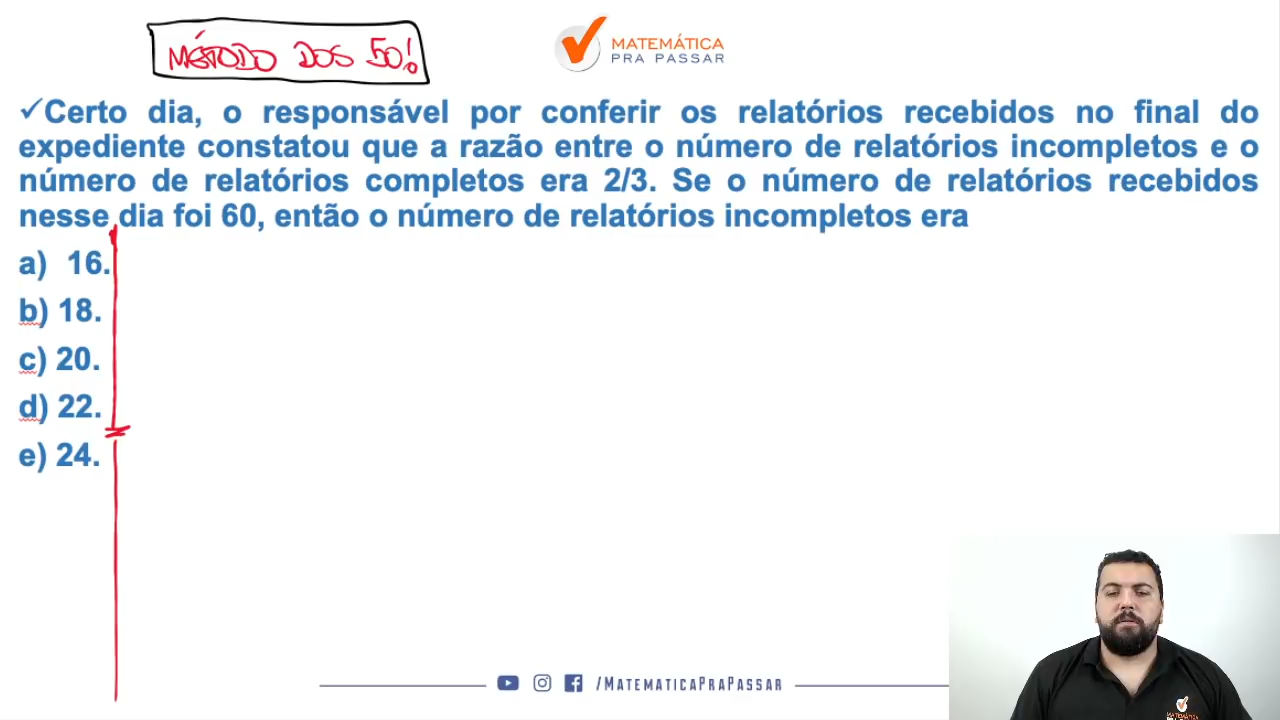 MÉTODO DOS 50!
MATEMÁTICA
PRA PASSAR
✓Certo dia, o responsável por conferir os relatórios recebidos no final do
expediente constatou que a razão entre o número de relatórios incompletos e o
número de relatórios completos era 2/3. Se o número de relatórios recebidos
nesse dia foi 60, então o número de relatórios incompletos era
a) 16.
b) 18.
c) 20.
d) 22.
e) 24.
/MATEMATICAPRAPASSAR
MATEMÁTICA